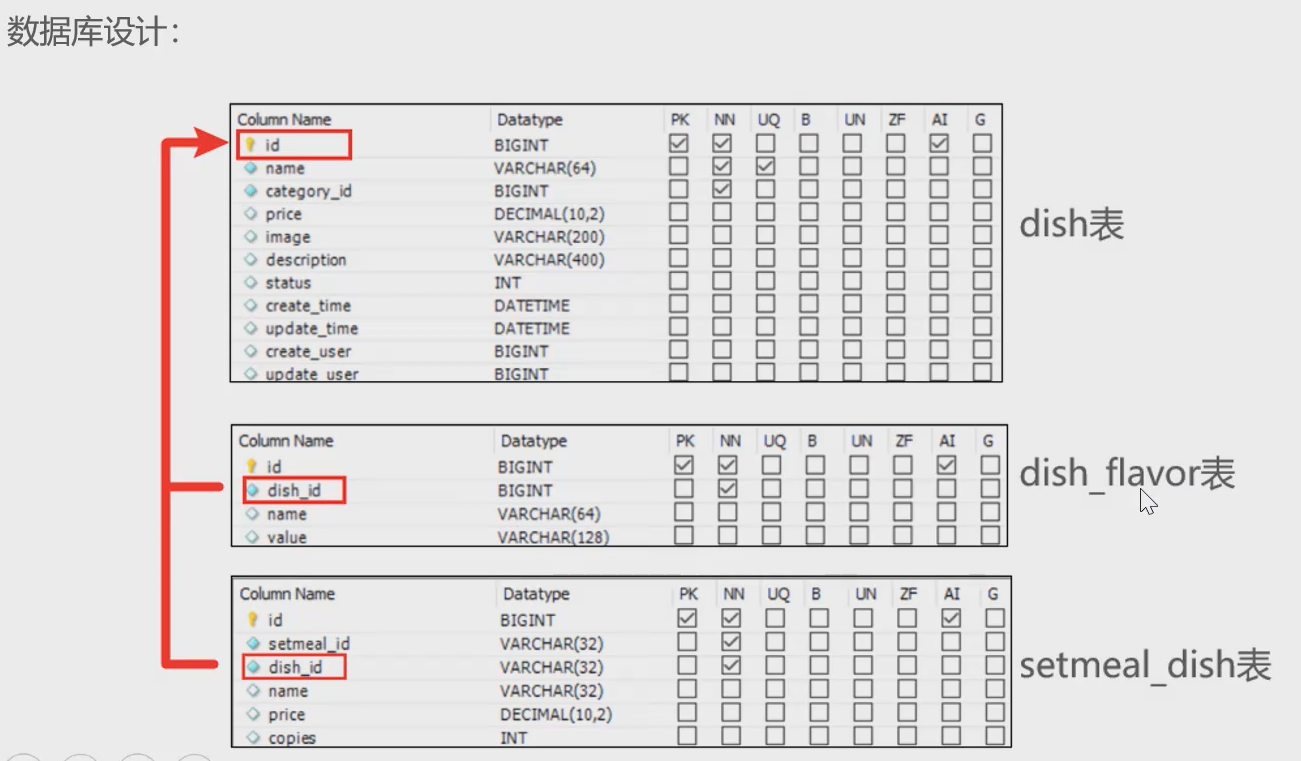 数据库设计：
Column Name Datatype PK NN UQ B UN ZF AI G
id BIGINT
name VARCHAR(64)
category_id BIGINT
price DECIMAL(10,2)
image VARCHAR(200)
description VARCHAR(400)
status INT
create_time DATETIME
update_time DATETIME
create_user BIGINT
update_user BIGINT
dish表
Column Name Datatype PK NN UQ B UN ZF AI G
id BIGINT
dish_id BIGINT
name VARCHAR(64)
value VARCHAR(128)
dish_flavor表
Column Name Datatype PK NN UQ B UN ZF AI G
id BIGINT
setmeal_id VARCHAR(32)
dish_id VARCHAR(32)
name VARCHAR(32)
price DECIMAL(10,2)
copies INT
setmeal_dish表